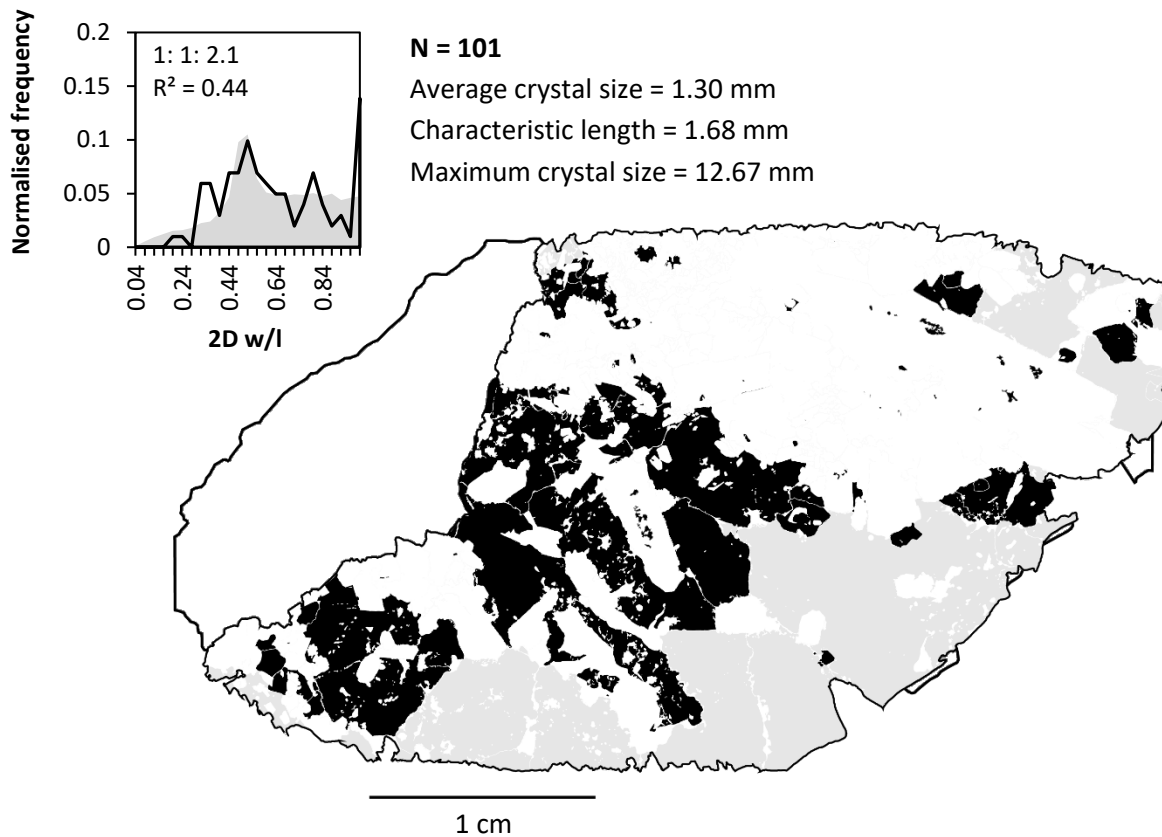 Normalised frequency
0.2
0.15
0.1
0.05
0
1: 1: 2.1
R² = 0.44
0.04
0.24
0.44
0.64
0.84
2D w/l
N = 101
Average crystal size = 1.30 mm
Characteristic length = 1.68 mm
Maximum crystal size = 12.67 mm
1 cm